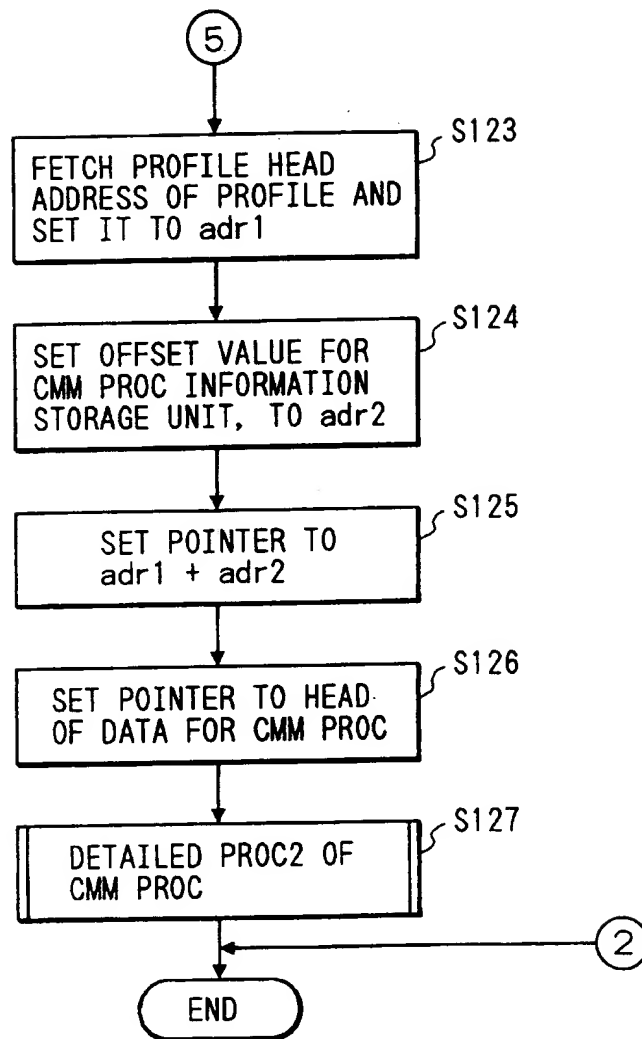 5
S123
FETCH PROFILE HEAD
ADDRESS OF PROFILE AND
SET IT TO adr1
S124
SET OFFSET VALUE FOR
CMM PROC INFORMATION
STORAGE UNIT, TO adr2
S125
SET POINTER TO
adr1 + adr2
S126
SET POINTER TO HEAD
OF DATA FOR CMM PROC
S127
DETAILED PROC2 OF
CMM PROC
2
END